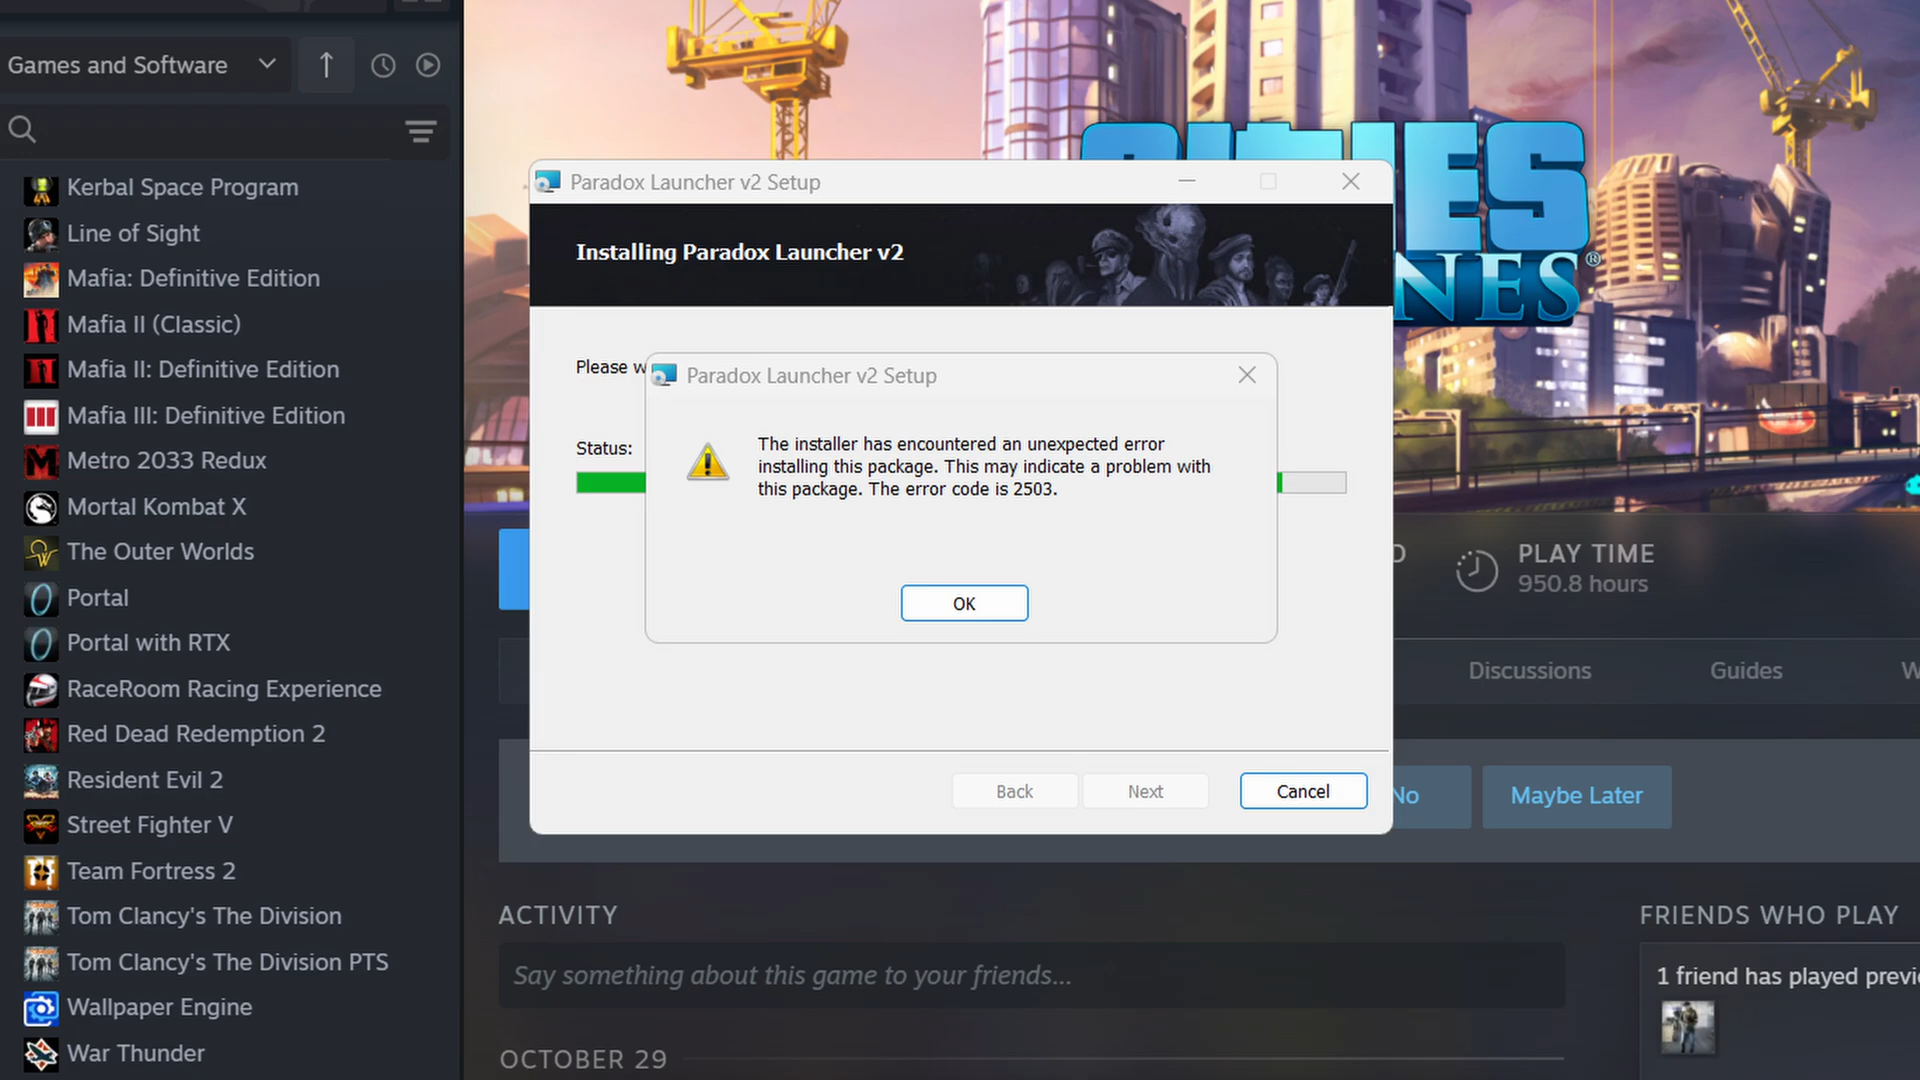 Games and Software
Kerbal Space Program
Line of Sight
Mafia: Definitive Edition
Mafia II (Classic)
Mafia II: Definitive Edition
Mafia III: Definitive Edition
Metro 2033 Redux
Mortal Kombat X
The Outer Worlds
Portal
Portal with RTX
RaceRoom Racing Experience
Red Dead Redemption 2
Resident Evil 2
Street Fighter V
Team Fortress 2
Tom Clancy's The Division
Tom Clancy's The Division PTS
Wallpaper Engine
War Thunder
Paradox Launcher v2 Setup
Installing Paradox Launcher v2
Please w
Status:
Paradox Launcher v2 Setup
The installer has encountered an unexpected error
installing this package. This may indicate a problem with
this package. The error code is 2503.
OK
Back
Next
Cancel
IES
NES®
D
PLAY TIME
950.8 hours
Discussions
Guides
W
No
Maybe Later
ACTIVITY
Say something about this game to your friends...
OCTOBER 29
FRIENDS WHO PLAY
1 friend has played previ